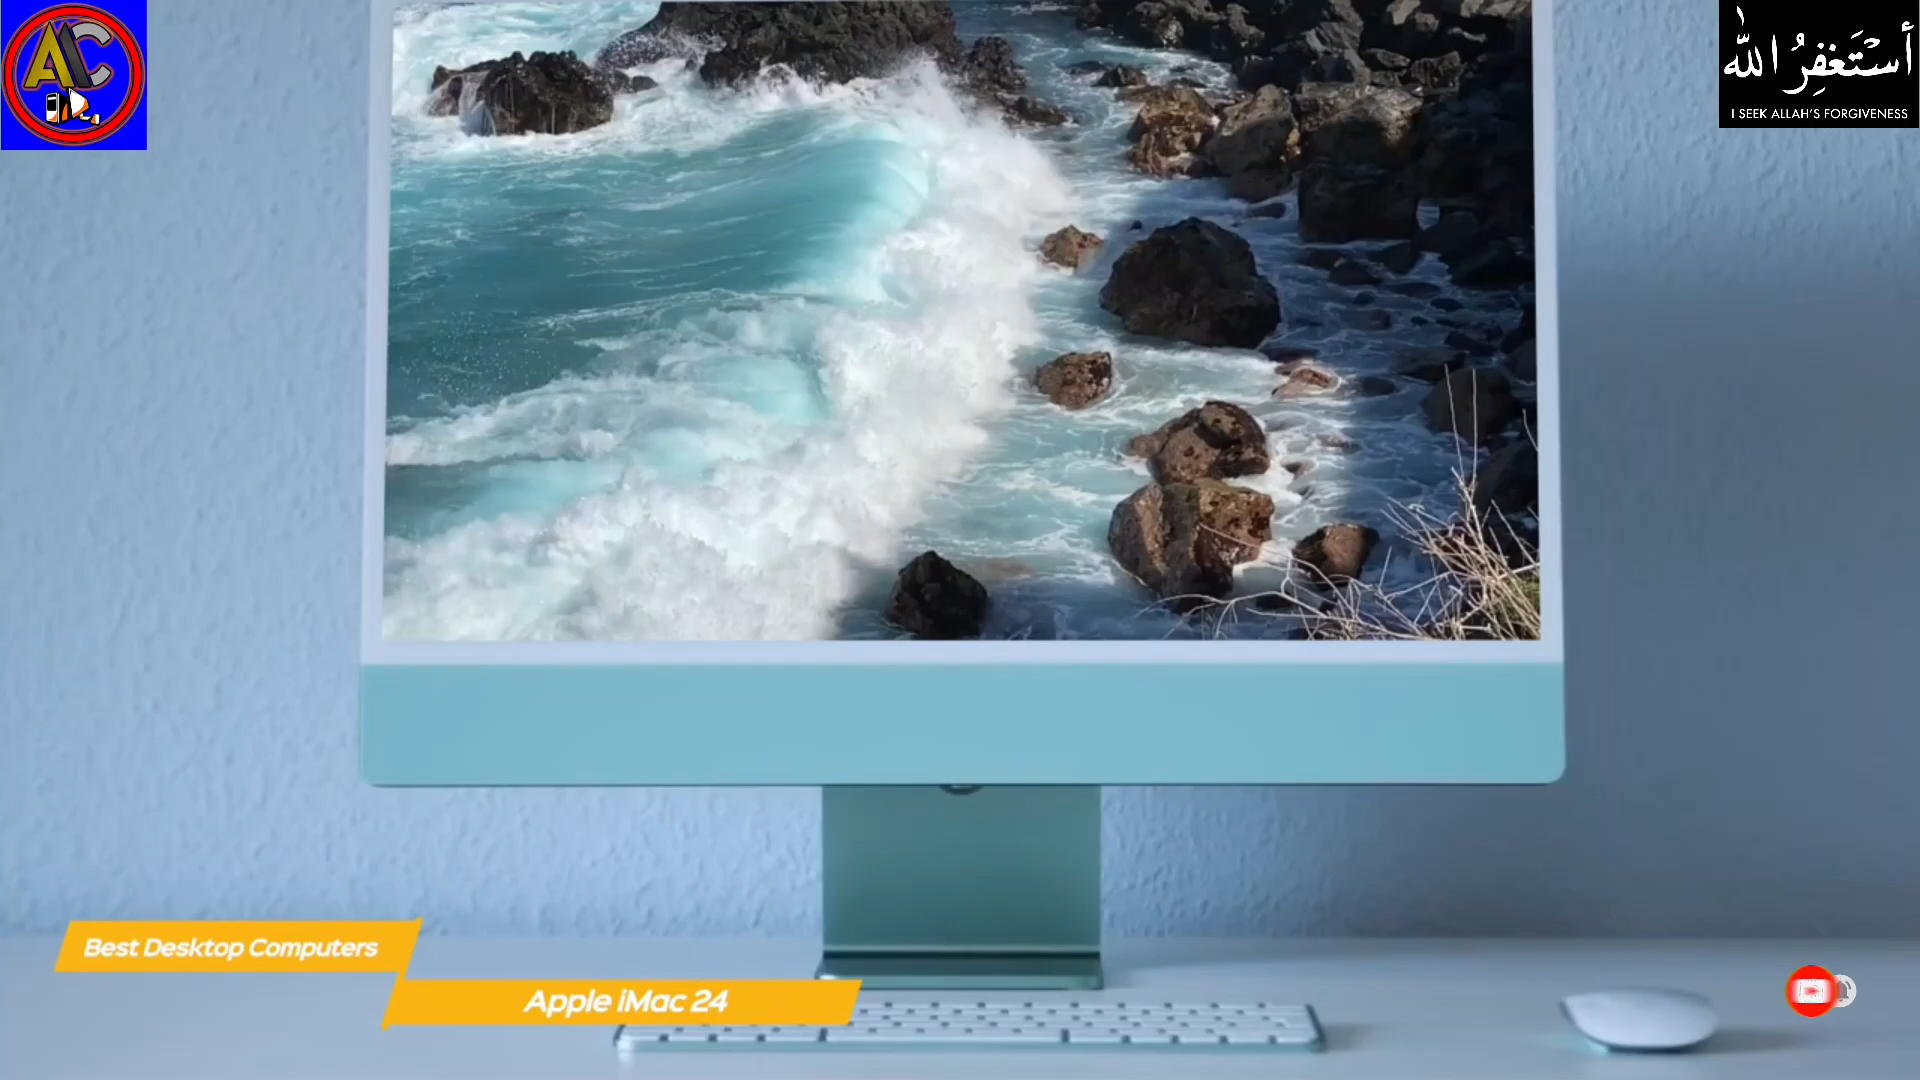 AC
أَسْتَغْفِرُ اللّٰه
I SEEK ALLAH'S FORGIVENESS
Best Desktop Computers
Apple iMac 24